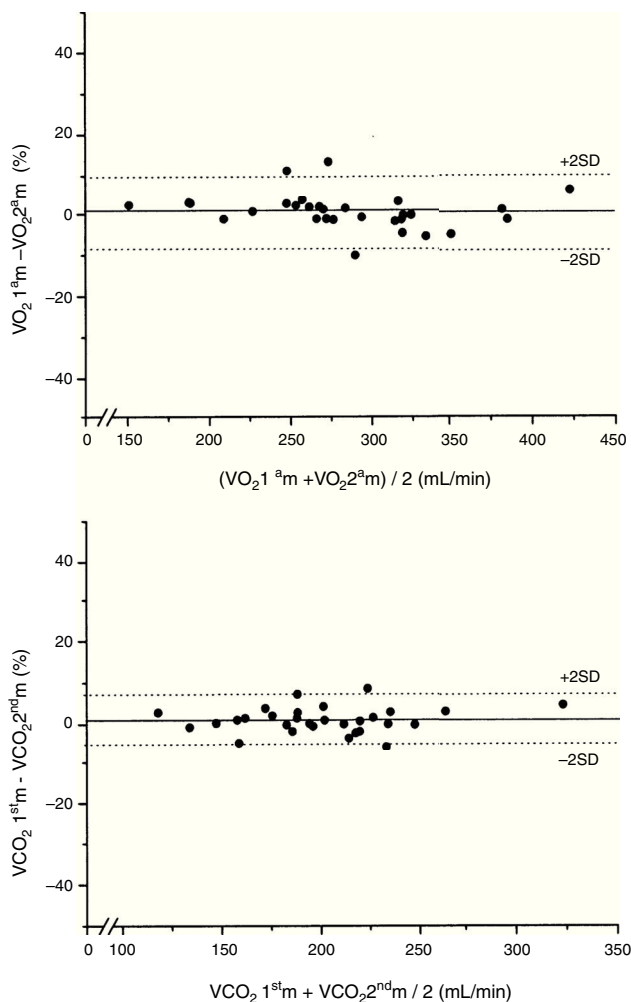 40
20
+2SD
0
−2SD
−20
−40
VO₂ 1ᵃm –VO₂2ᵃm (%)
0 150 200 250 300 350 400 450
(VO₂1 ᵃm +VO₂2ᵃm) / 2 (mL/min)
40
20
+2SD
0
−2SD
−20
−40
VCO₂ 1ˢᵗm - VCO₂2ⁿᵈm (%)
0 100 150 200 250 300 350
VCO₂ 1ˢᵗm + VCO₂2ⁿᵈm / 2 (mL/min)